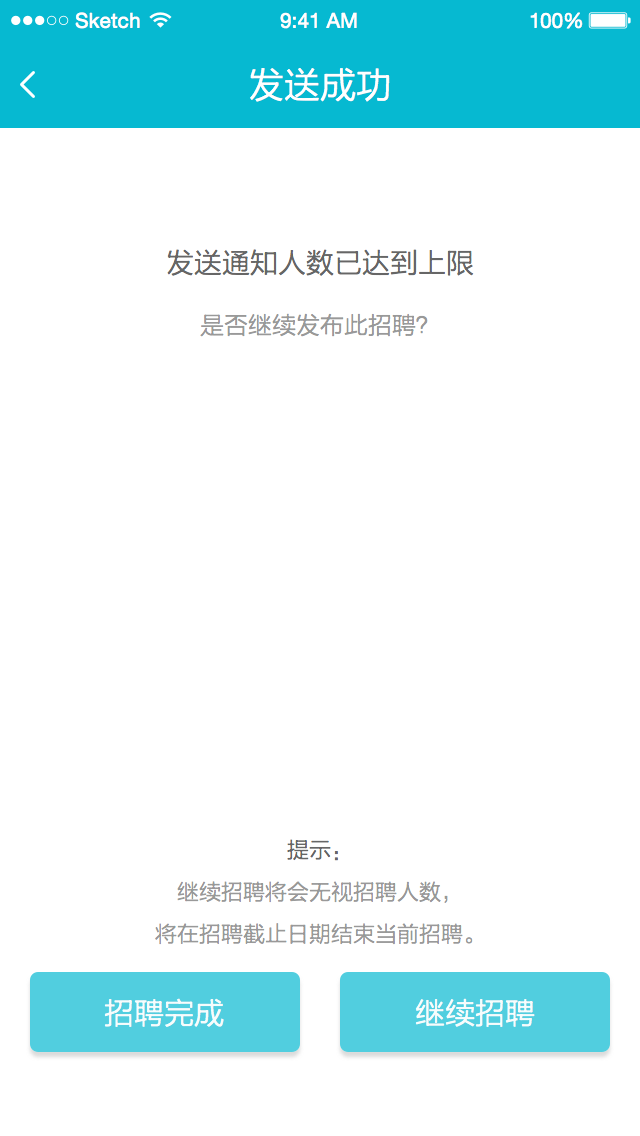 Sketch 9:41 AM 100%
发送成功
发送通知人数已达到上限
是否继续发布此招聘?
提示：
继续招聘将会无视招聘人数，
将在招聘截止日期结束当前招聘。
招聘完成 继续招聘